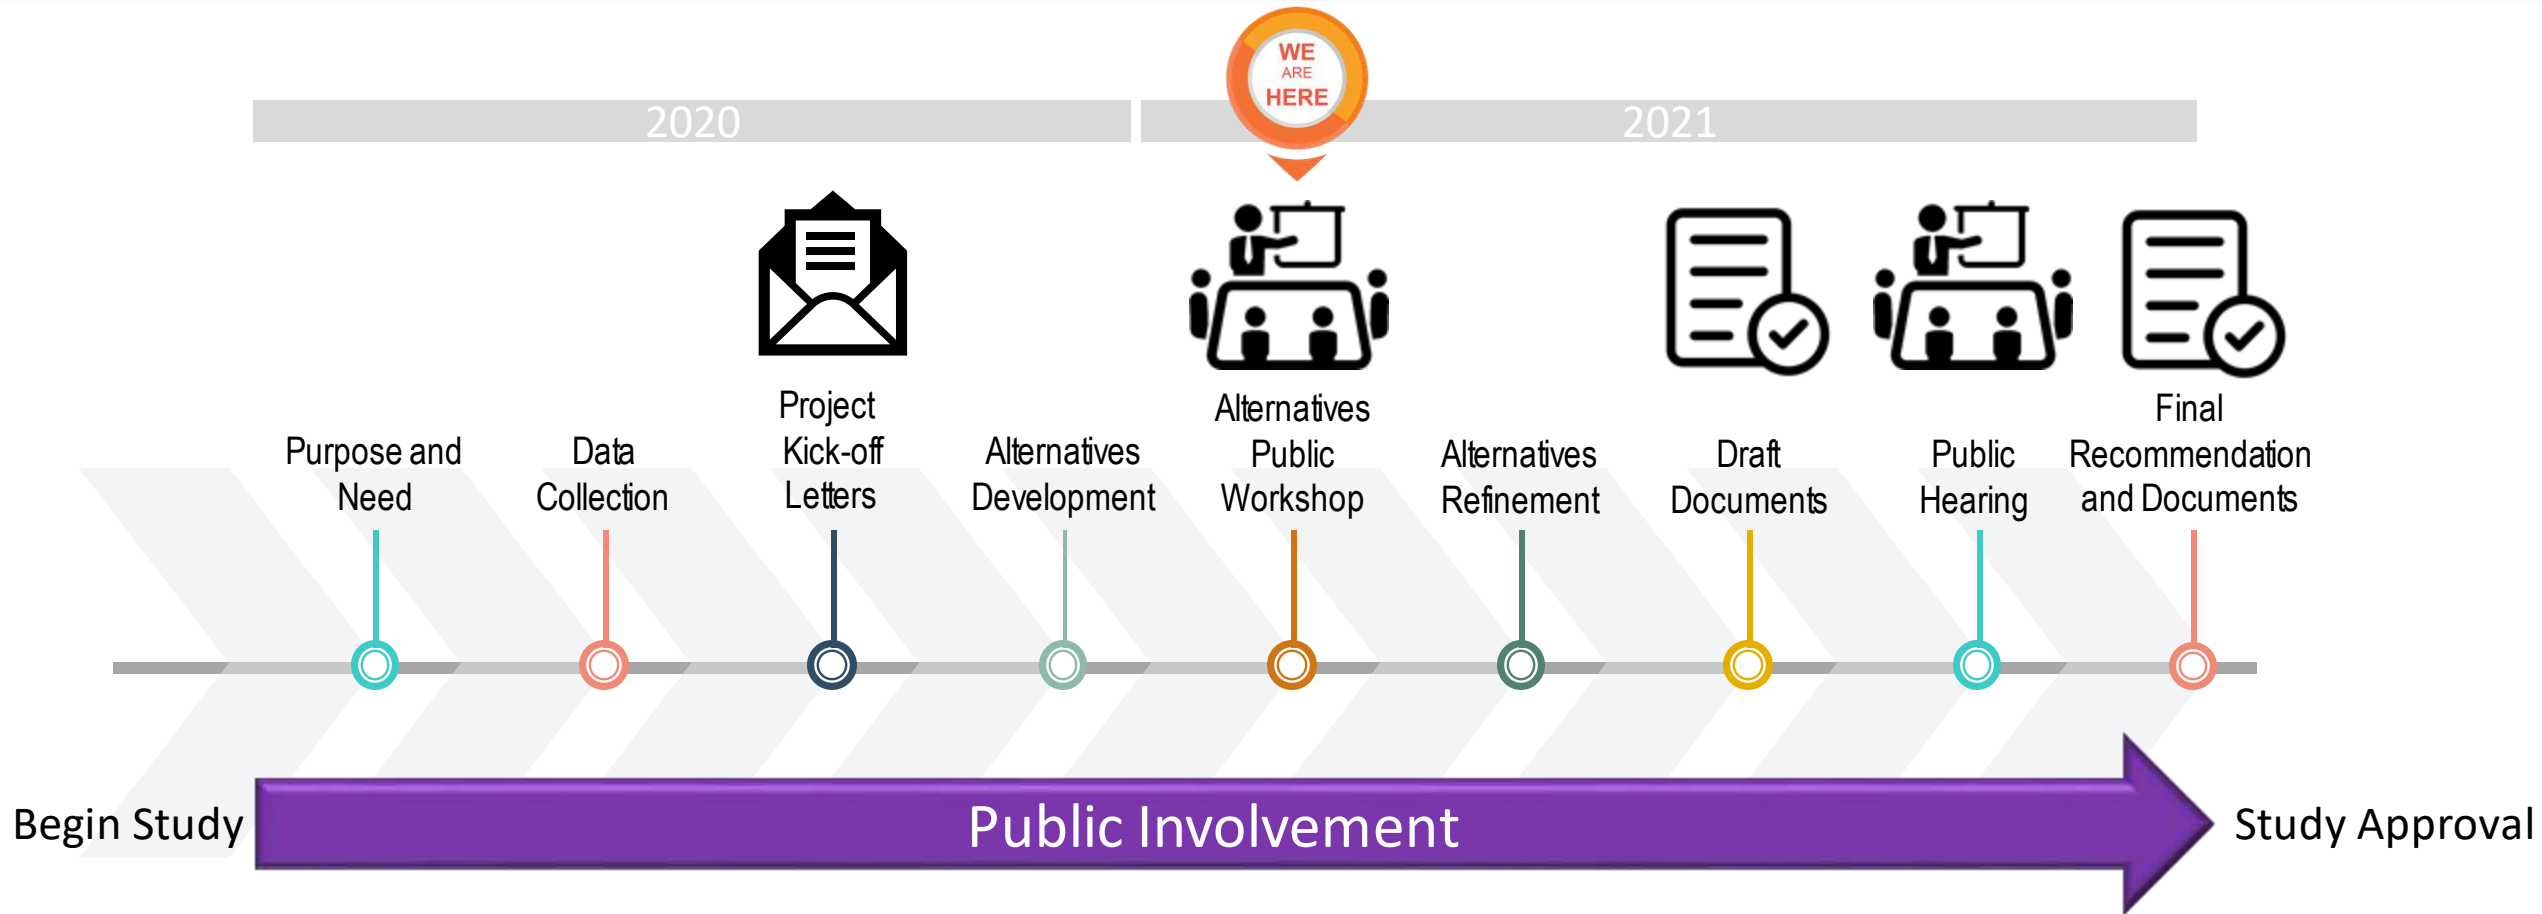 WE
ARE
HERE
2020
2021
Purpose and
Need
Data
Collection
Project
Kick-off
Letters
Alternatives
Development
Alternatives
Public
Workshop
Alternatives
Refinement
Draft
Documents
Public
Hearing
Final
Recommendation
and Documents
Begin Study
Public Involvement
Study Approval